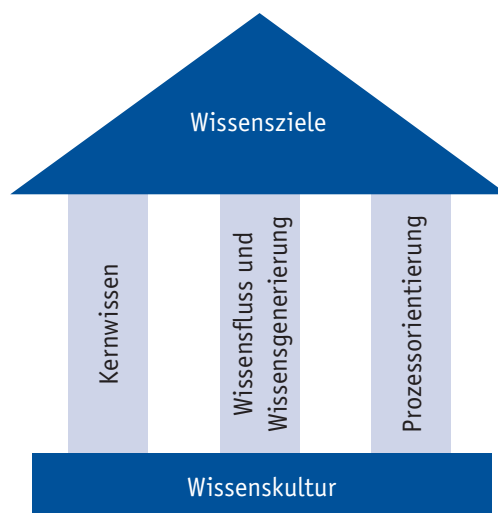 Wissensziele
Kernwissen
Wissensfluss und
Wissensgenerierung
Prozessorientierung
Wissenskultur